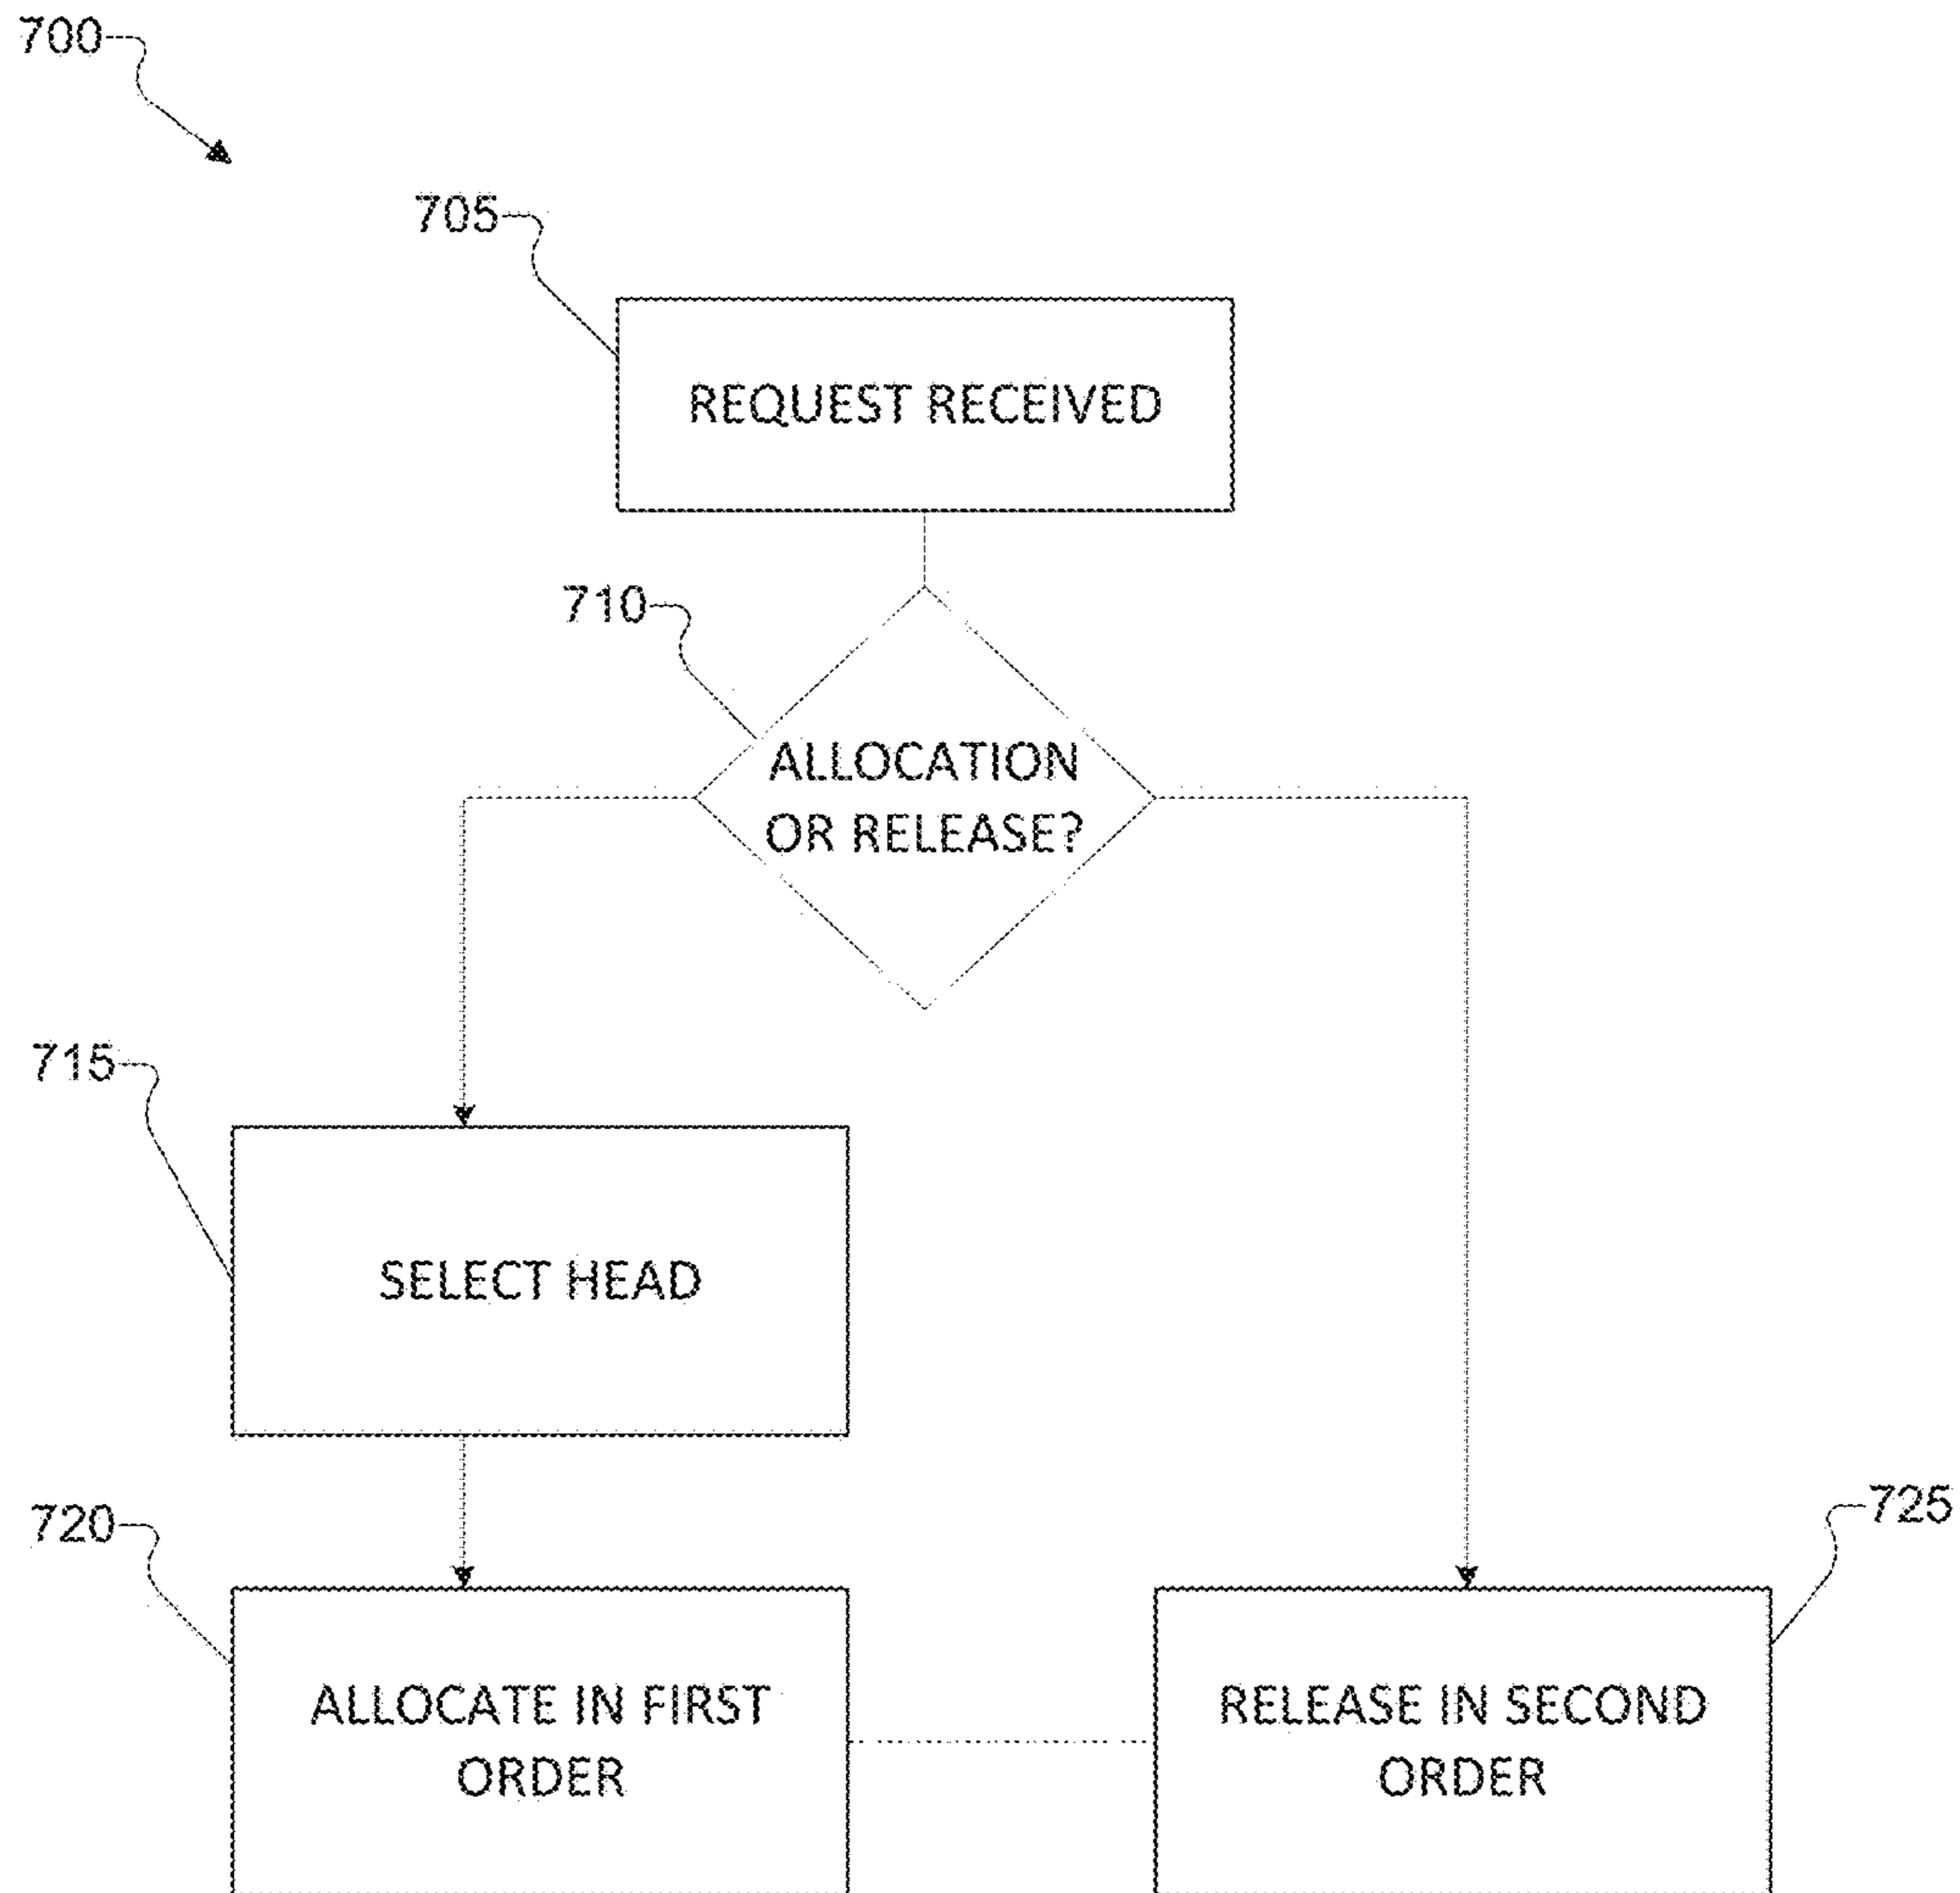 700
705
REQUEST RECEIVED
710
ALLOCATION
OR RELEASE?
715
SELECT HEAD
720
725
ALLOCATE IN FIRST
ORDER
RELEASE IN SECOND
ORDER